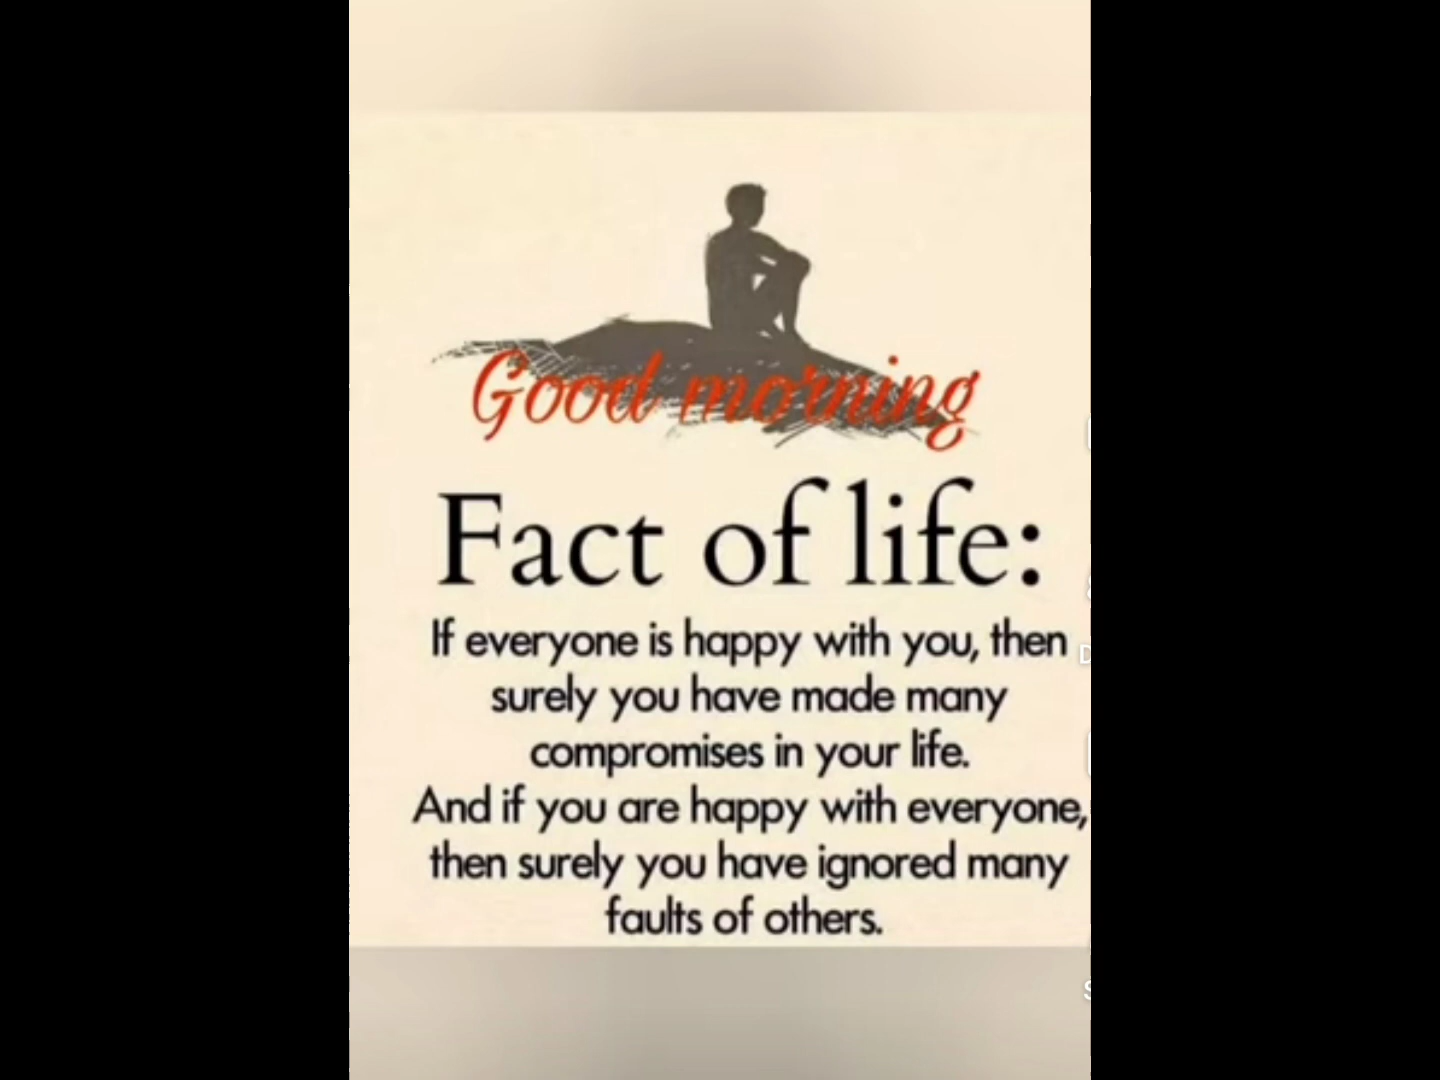 Good morning
Fact of life:
If everyone is happy with you, then
surely you have made many
compromises in your life.
And if you are happy with everyone,
then surely you have ignored many
faults of others.